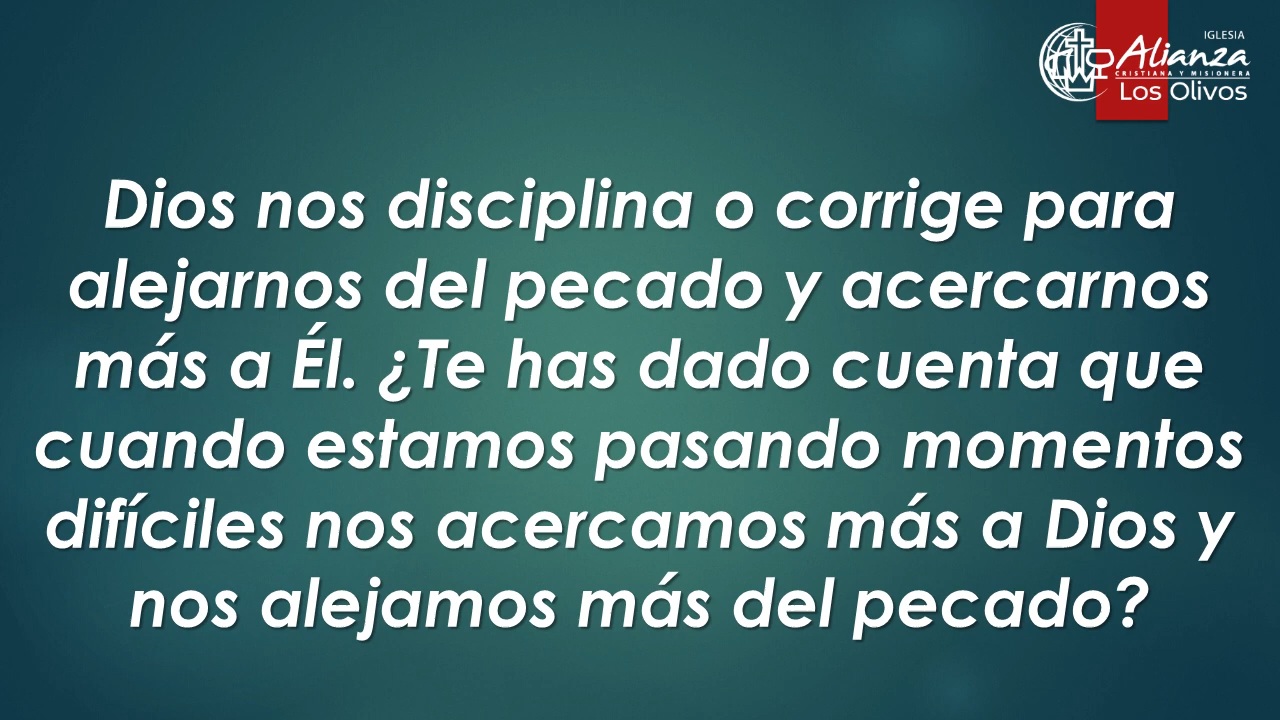 IGLESIA
Alianza
CRISTIANA Y MISIONERA
Los Olivos
Dios nos disciplina o corrige para
alejarnos del pecado y acercarnos
más a Él. ¿Te has dado cuenta que
cuando estamos pasando momentos
difíciles nos acercamos más a Dios y
nos alejamos más del pecado?